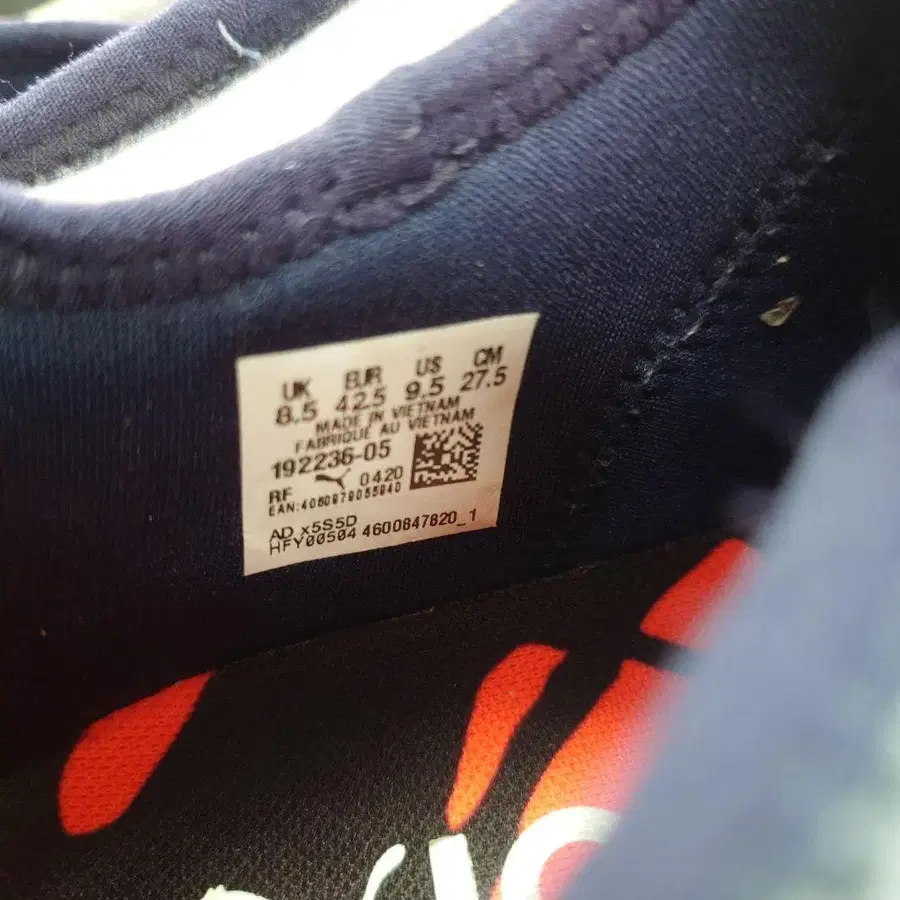 UK EUR US CM
8.5 42.5 9.5 27.5
MADE IN VIETNAM
FABRIQUÉ AU VIETNAM
192236-05
RF 0420
EAN:4060979055940
AD x5S5D
HFY00504 4600847820_1